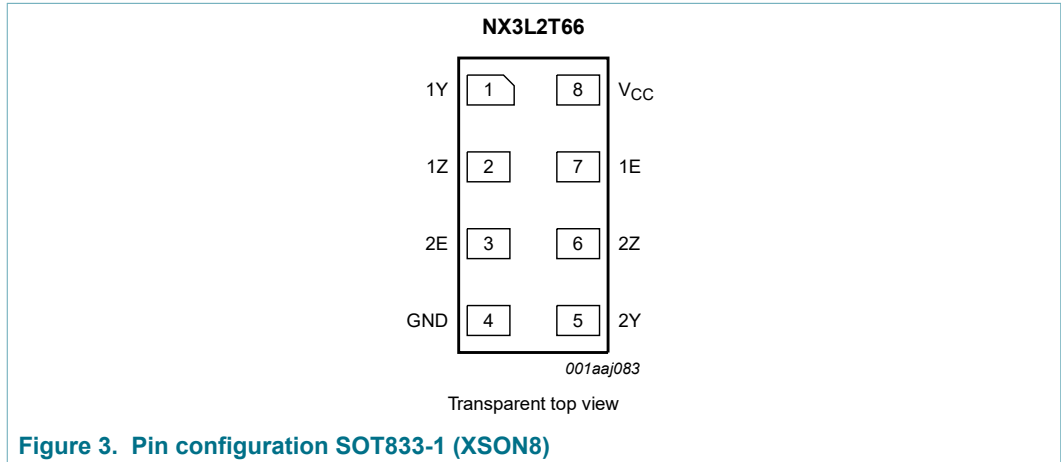 NX3L2T66
1Y 1 8 VCC
1Z 2 7 1E
2E 3 6 2Z
GND 4 5 2Y
001aaj083
Transparent top view
Figure 3. Pin configuration SOT833-1 (XSON8)